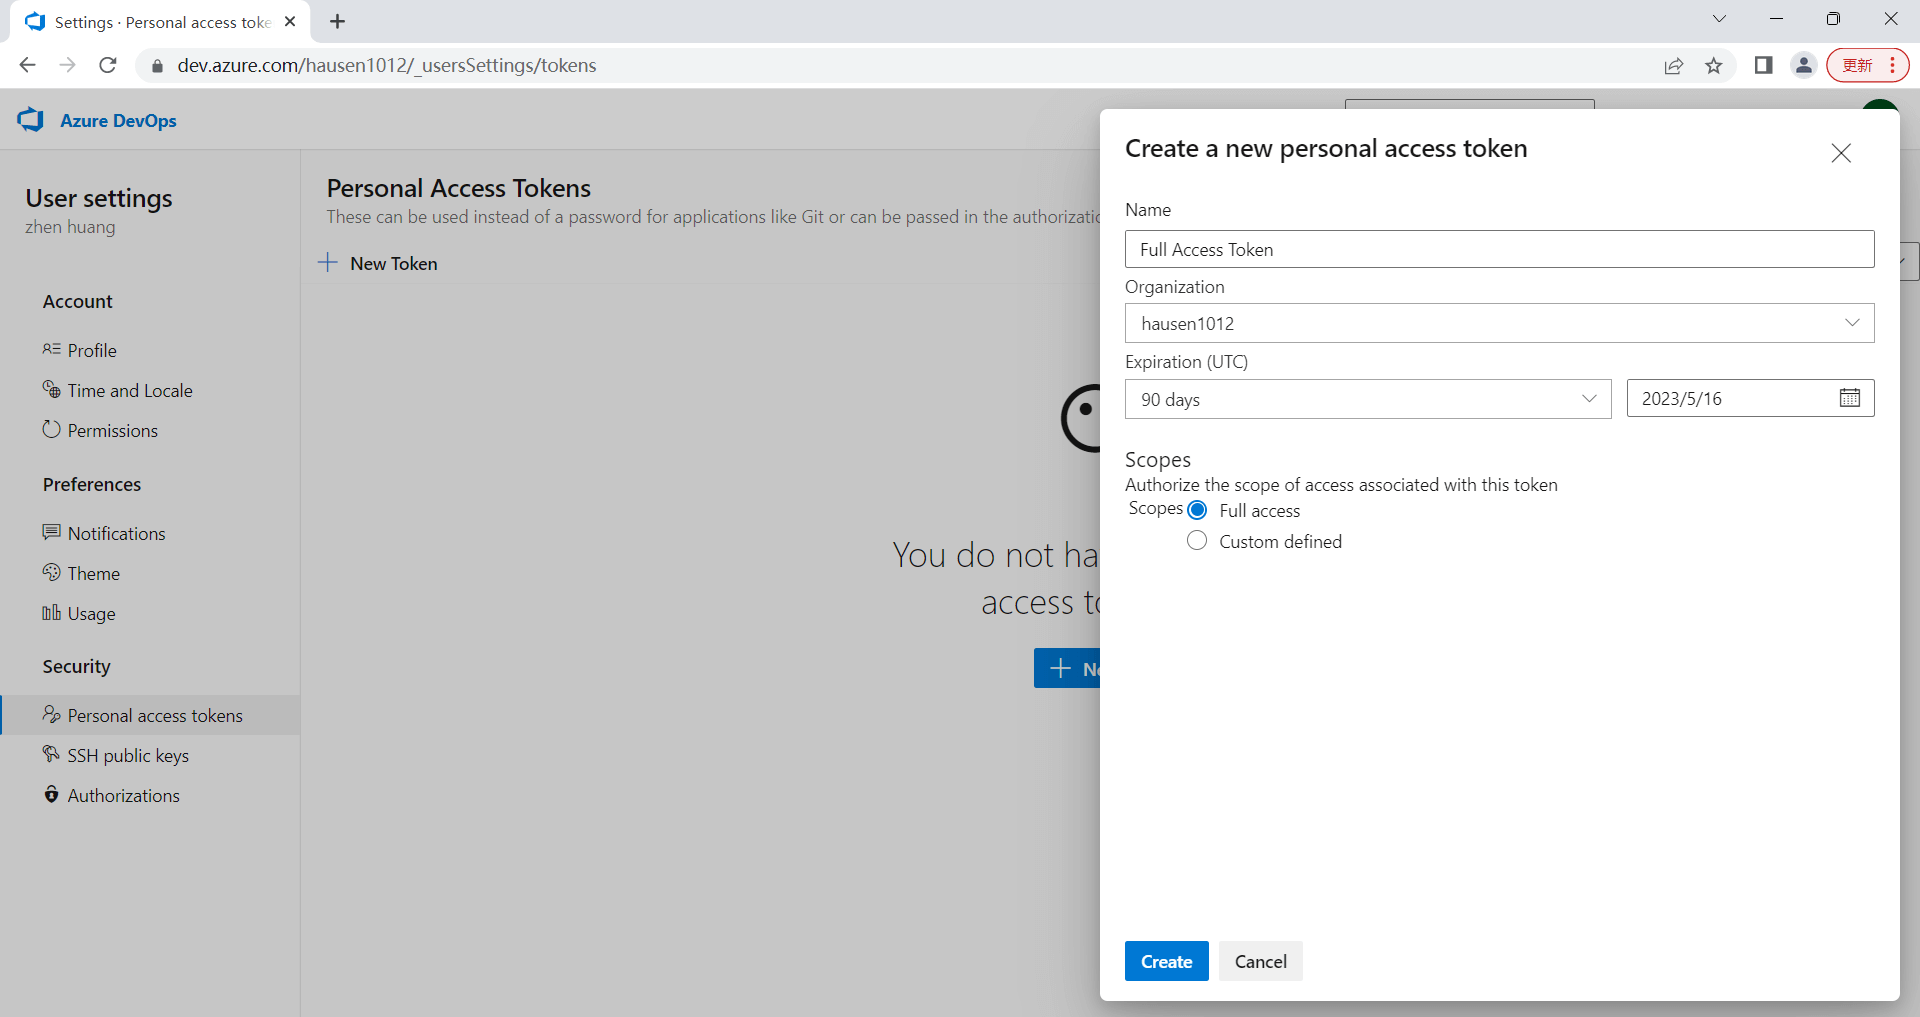 Settings · Personal access toke
dev.azure.com/hausen1012/_usersSettings/tokens
更新
Azure DevOps
User settings
zhen huang
Account
Profile
Time and Locale
Permissions
Preferences
Notifications
Theme
Usage
Security
Personal access tokens
SSH public keys
Authorizations
Personal Access Tokens
These can be used instead of a password for applications like Git or can be passed in the authorizatio
New Token
You do not ha
access to
Create a new personal access token
Name
Full Access Token
Organization
hausen1012
Expiration (UTC)
90 days
2023/5/16
Scopes
Authorize the scope of access associated with this token
Scopes Full access
Custom defined
Create Cancel